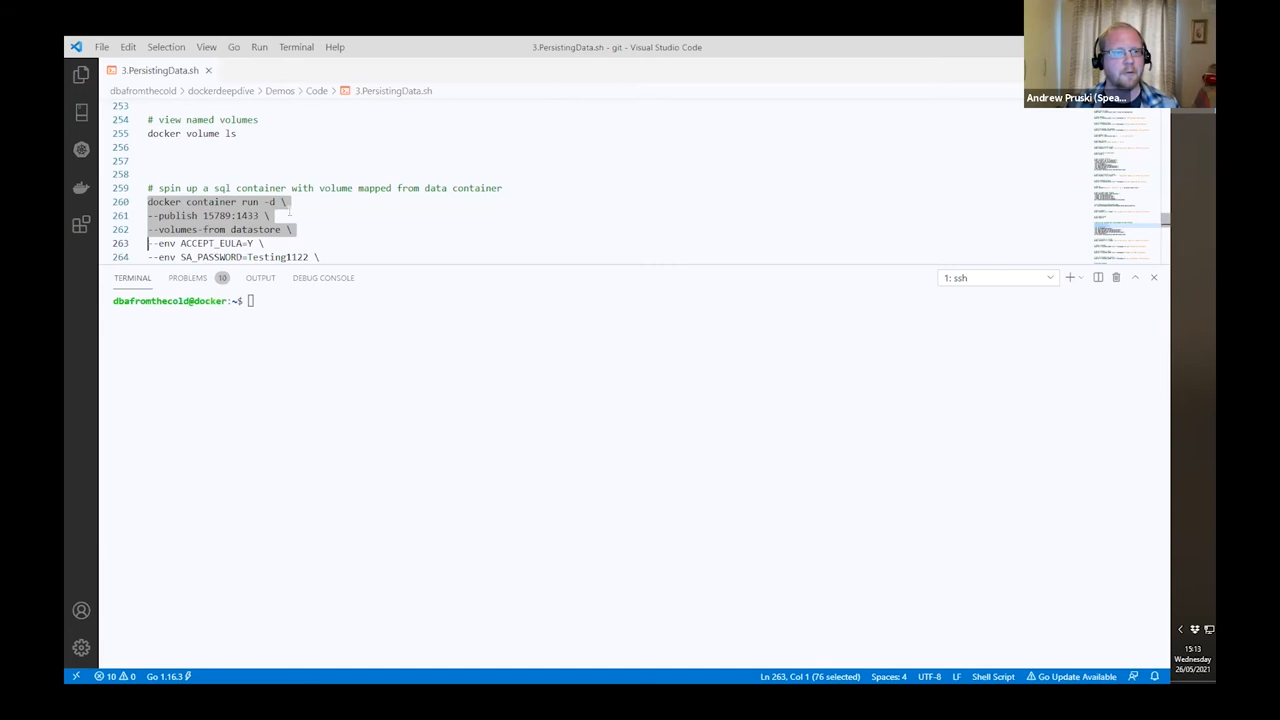 File Edit Selection View Go Run Terminal Help
3.PersistingData.sh - git - Visual Studio Code
3.PersistingData.sh
dbafromthecold > dockerdeepdive > Demos > Code > 3.PersistingData.sh
Andrew Pruski (Spea...
253
254 # view named volumes
255 docker volume ls
256
257
258
259 # spin up a sqlcontainer with volume mapped from data container
260 docker container run -d \
261 --publish 15789:1433 \
262 --volumes-from datastore \
263 --env ACCEPT_EULA=Y \
264 --env SA_PASSWORD=Testing1122 \
TERMINAL PROBLEMS 10 OUTPUT DEBUG CONSOLE
1: ssh
dbafromthecold@docker:~$
15:13
Wednesday
26/05/2021
10 0 Go 1.16.3
Ln 263, Col 1 (76 selected) Spaces: 4 UTF-8 LF Shell Script Go Update Available